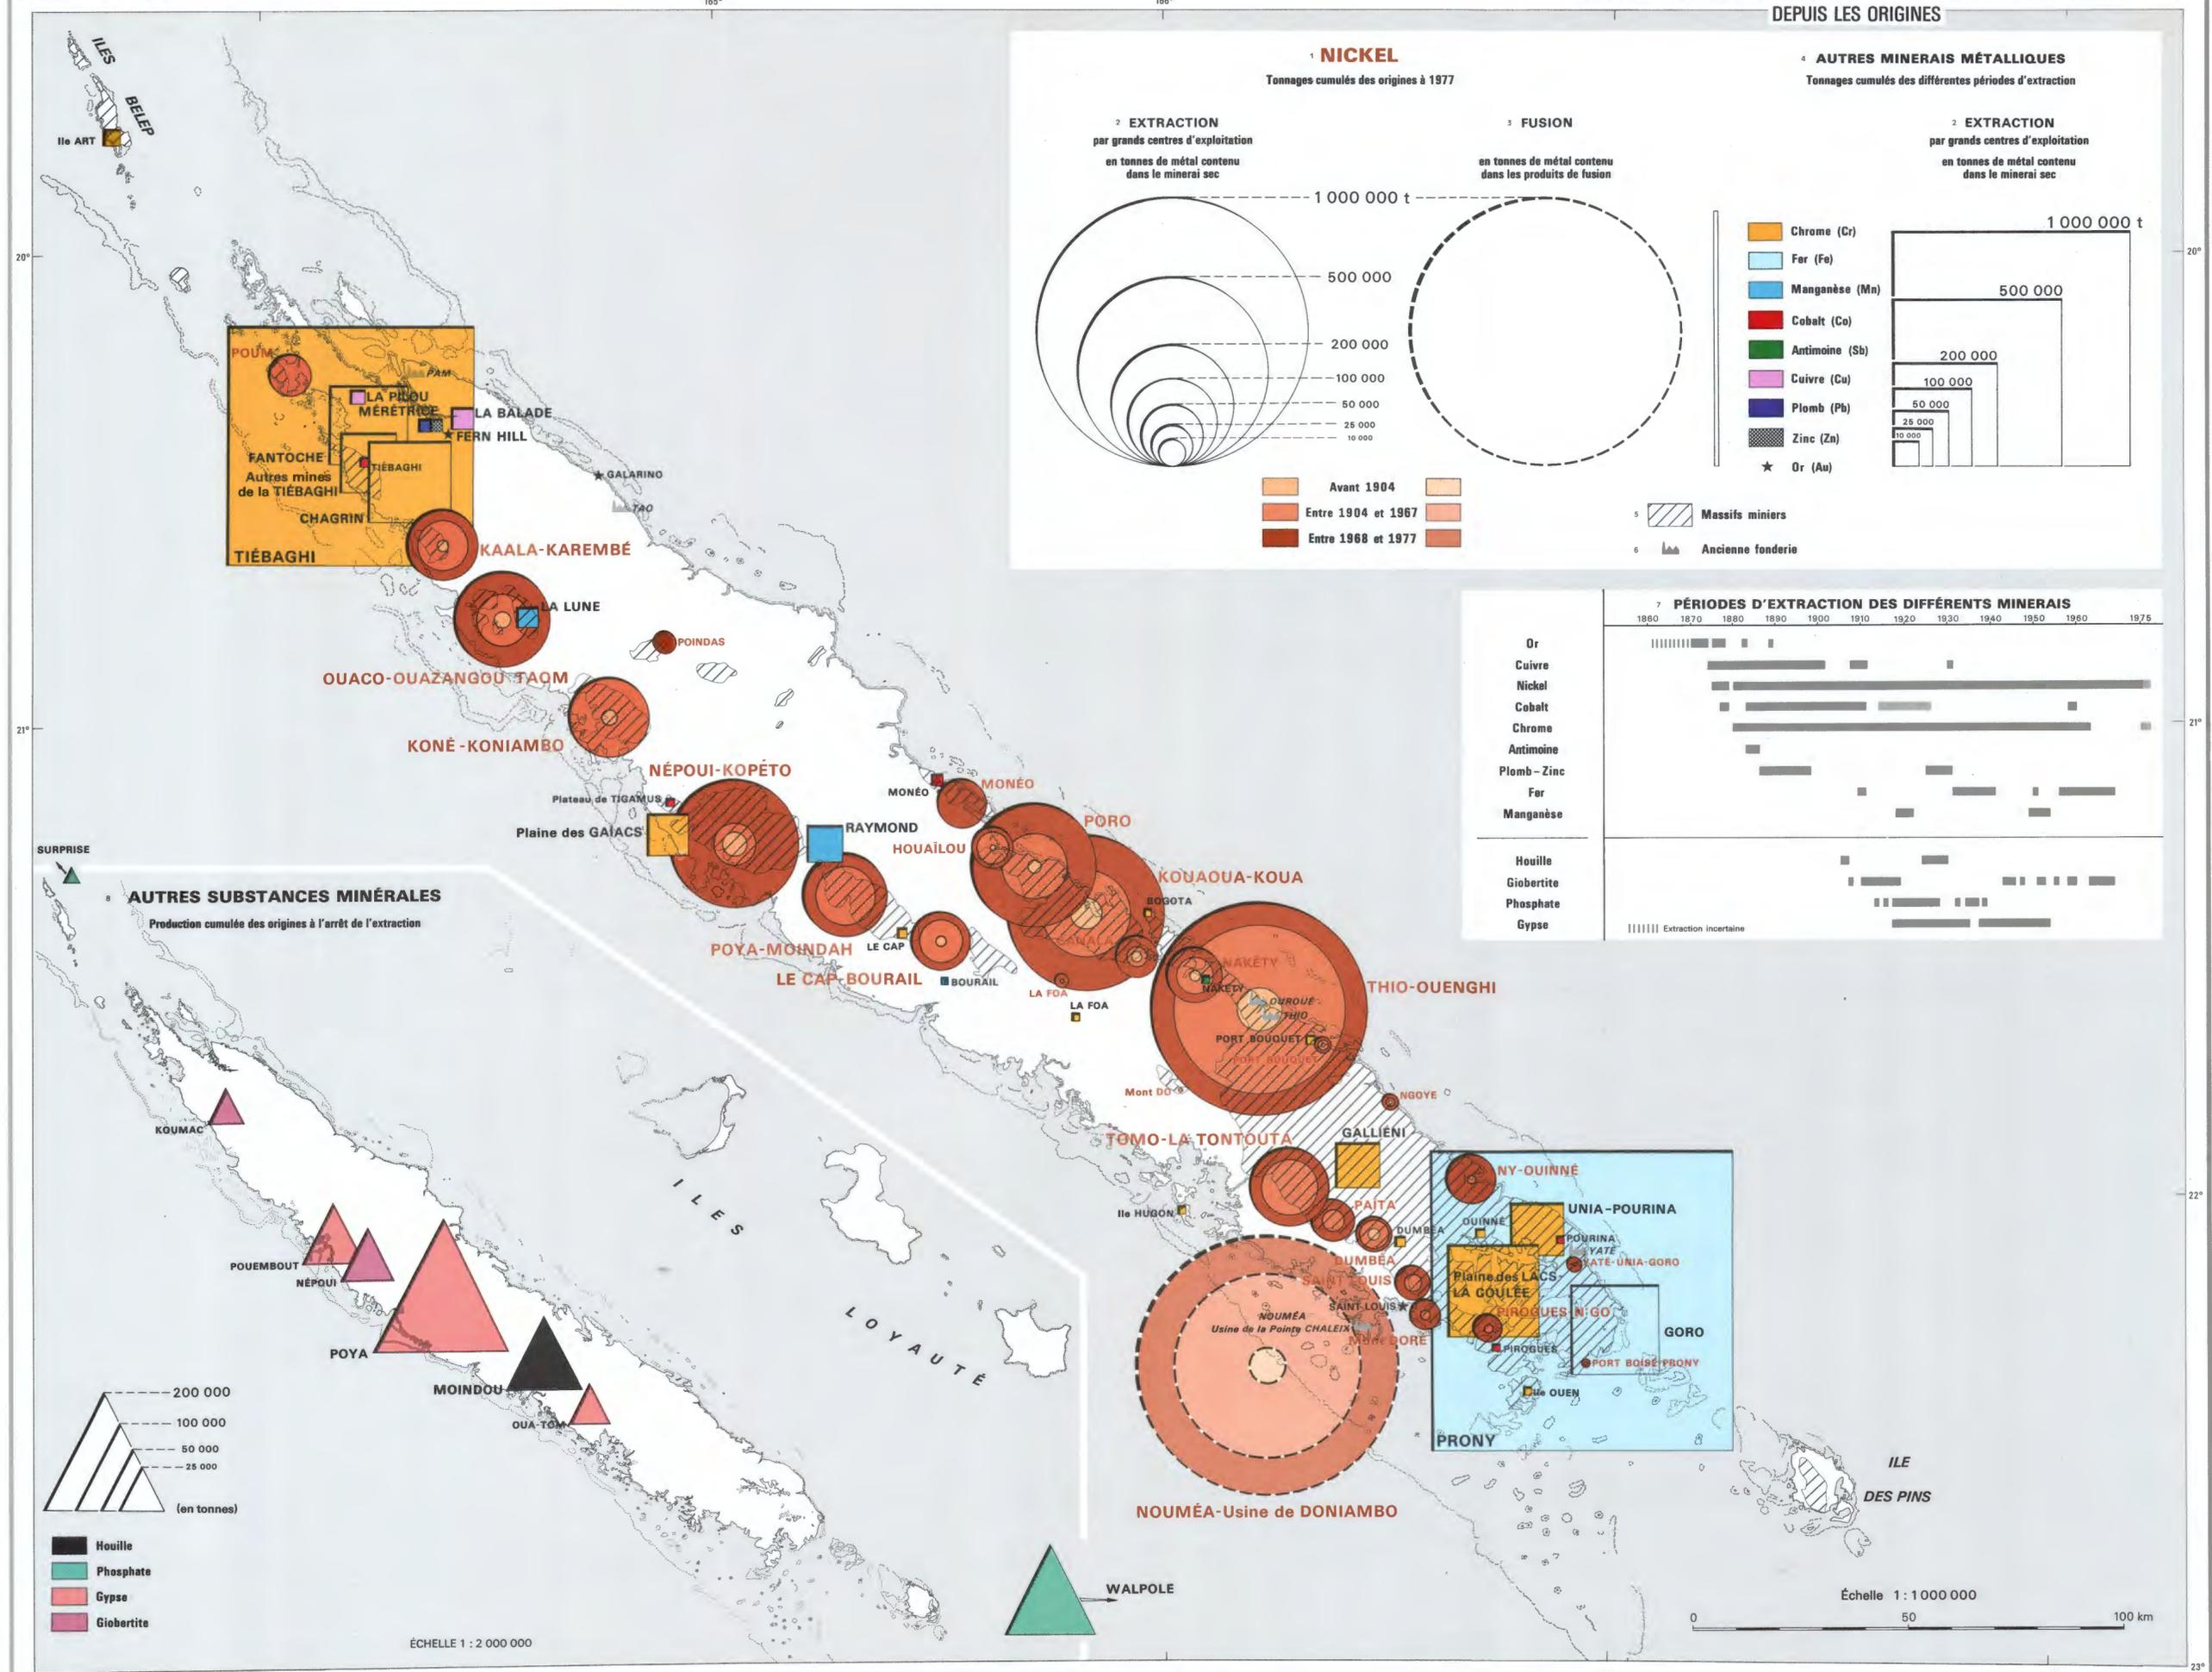 DEPUIS LES ORIGINES
165°
166°
20°
20°
21°
21°
22°
23°
1 NICKEL
Tonnages cumulés des origines à 1977
2 EXTRACTION
par grands centres d'exploitation
en tonnes de métal contenu
dans le minerai sec
3 FUSION
en tonnes de métal contenu
dans les produits de fusion
1 000 000 t
500 000
200 000
100 000
50 000
25 000
10 000
Avant 1904
Entre 1904 et 1967
Entre 1968 et 1977
4 AUTRES MINERAIS MÉTALLIQUES
Tonnages cumulés des différentes périodes d'extraction
2 EXTRACTION
par grands centres d'exploitation
en tonnes de métal contenu
dans le minerai sec
Chrome (Cr)
Fer (Fe)
Manganèse (Mn)
Cobalt (Co)
Antimoine (Sb)
Cuivre (Cu)
Plomb (Pb)
Zinc (Zn)
Or (Au)
1 000 000 t
500 000
200 000
100 000
50 000
25 000
10 000
5 Massifs miniers
6 Ancienne fonderie
7 PÉRIODES D'EXTRACTION DES DIFFÉRENTS MINERAIS
1860 1870 1880 1890 1900 1910 1920 1930 1940 1950 1960 1975
Or
Cuivre
Nickel
Cobalt
Chrome
Antimoine
Plomb-Zinc
Fer
Manganèse
Houille
Giobertite
Phosphate
Gypse
Extraction incertaine
ILES
BELEP
Ile ART
POUM
PAM
LA PILOU
MÉRÉTRICE
LA BALADE
FERN HILL
FANTOCHE
TIÉBAGHI
Autres mines
de la TIÉBAGHI
CHAGRIN
TIÉBAGHI
GALARINO
TAO
KAALA-KAREMBÉ
LA LUNE
POINDAS
OUACO-OUAZANGOU TAOM
KONÉ-KONIAMBO
NÉPOUI-KOPÉTO
Plateau de TIGAMUS
Plaine des GAÏACS
RAYMOND
MONÉO
MONÉO
PORO
HOUAÏLOU
KOUAOUA-KOUA
BOGOTA
CANALA
POYA-MOINDAH
LE CAP
LE CAP-BOURAIL
BOURAIL
LA FOA
LA FOA
NAKÉTY
NAKÉTY
OUROUÉ
THIO
THIO-OUENGHI
PORT BOUQUET
PORT BOUQUET
Mont DO
NGOYE
TOMO-LA TONTOUTA
GALLIÉNI
NY-OUINNÉ
PAÏTA
Ile HUGON
DUMBÉA
DUMBÉA
OUINNÉ
UNIA-POURINA
POURINA
YATÉ
YATÉ-UNIA-GORO
SAINT LOUIS
SAINT-LOUIS
Plaine des LACS-
LA COULÉE
PIROGUES-N'GO
NOUMÉA
Usine de la Pointe CHALEIX
Mont DORE
PIROGUES
GORO
PORT BOISÉ-PRONY
Ile OUEN
PRONY
NOUMÉA-Usine de DONIAMBO
ILE
DES PINS
ILES
LOYAUTÉ
SURPRISE
8 AUTRES SUBSTANCES MINÉRALES
Production cumulée des origines à l'arrêt de l'extraction
KOUMAC
POUEMBOUT
NÉPOUI
POYA
MOINDOU
OUA-TOM
WALPOLE
200 000
100 000
50 000
25 000
(en tonnes)
Houille
Phosphate
Gypse
Giobertite
ÉCHELLE 1 : 2 000 000
Échelle 1 : 1 000 000
0 50 100 km